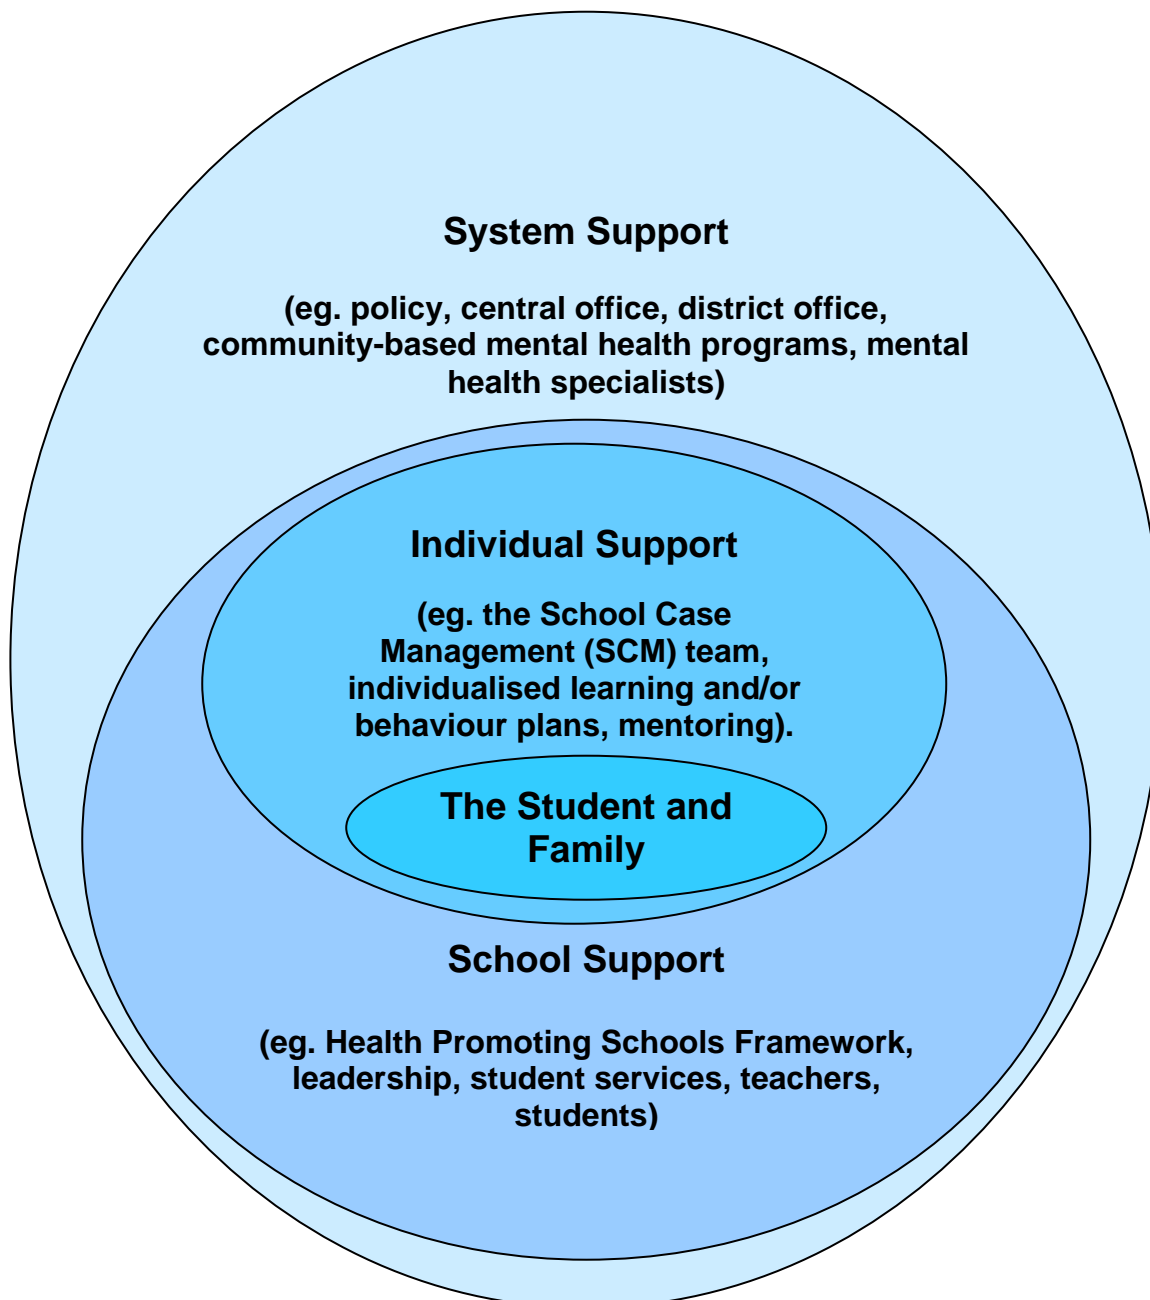 System Support
(eg. policy, central office, district office,
community-based mental health programs, mental
health specialists)
Individual Support
(eg. the School Case
Management (SCM) team,
individualised learning and/or
behaviour plans, mentoring).
The Student and
Family
School Support
(eg. Health Promoting Schools Framework,
leadership, student services, teachers,
students)